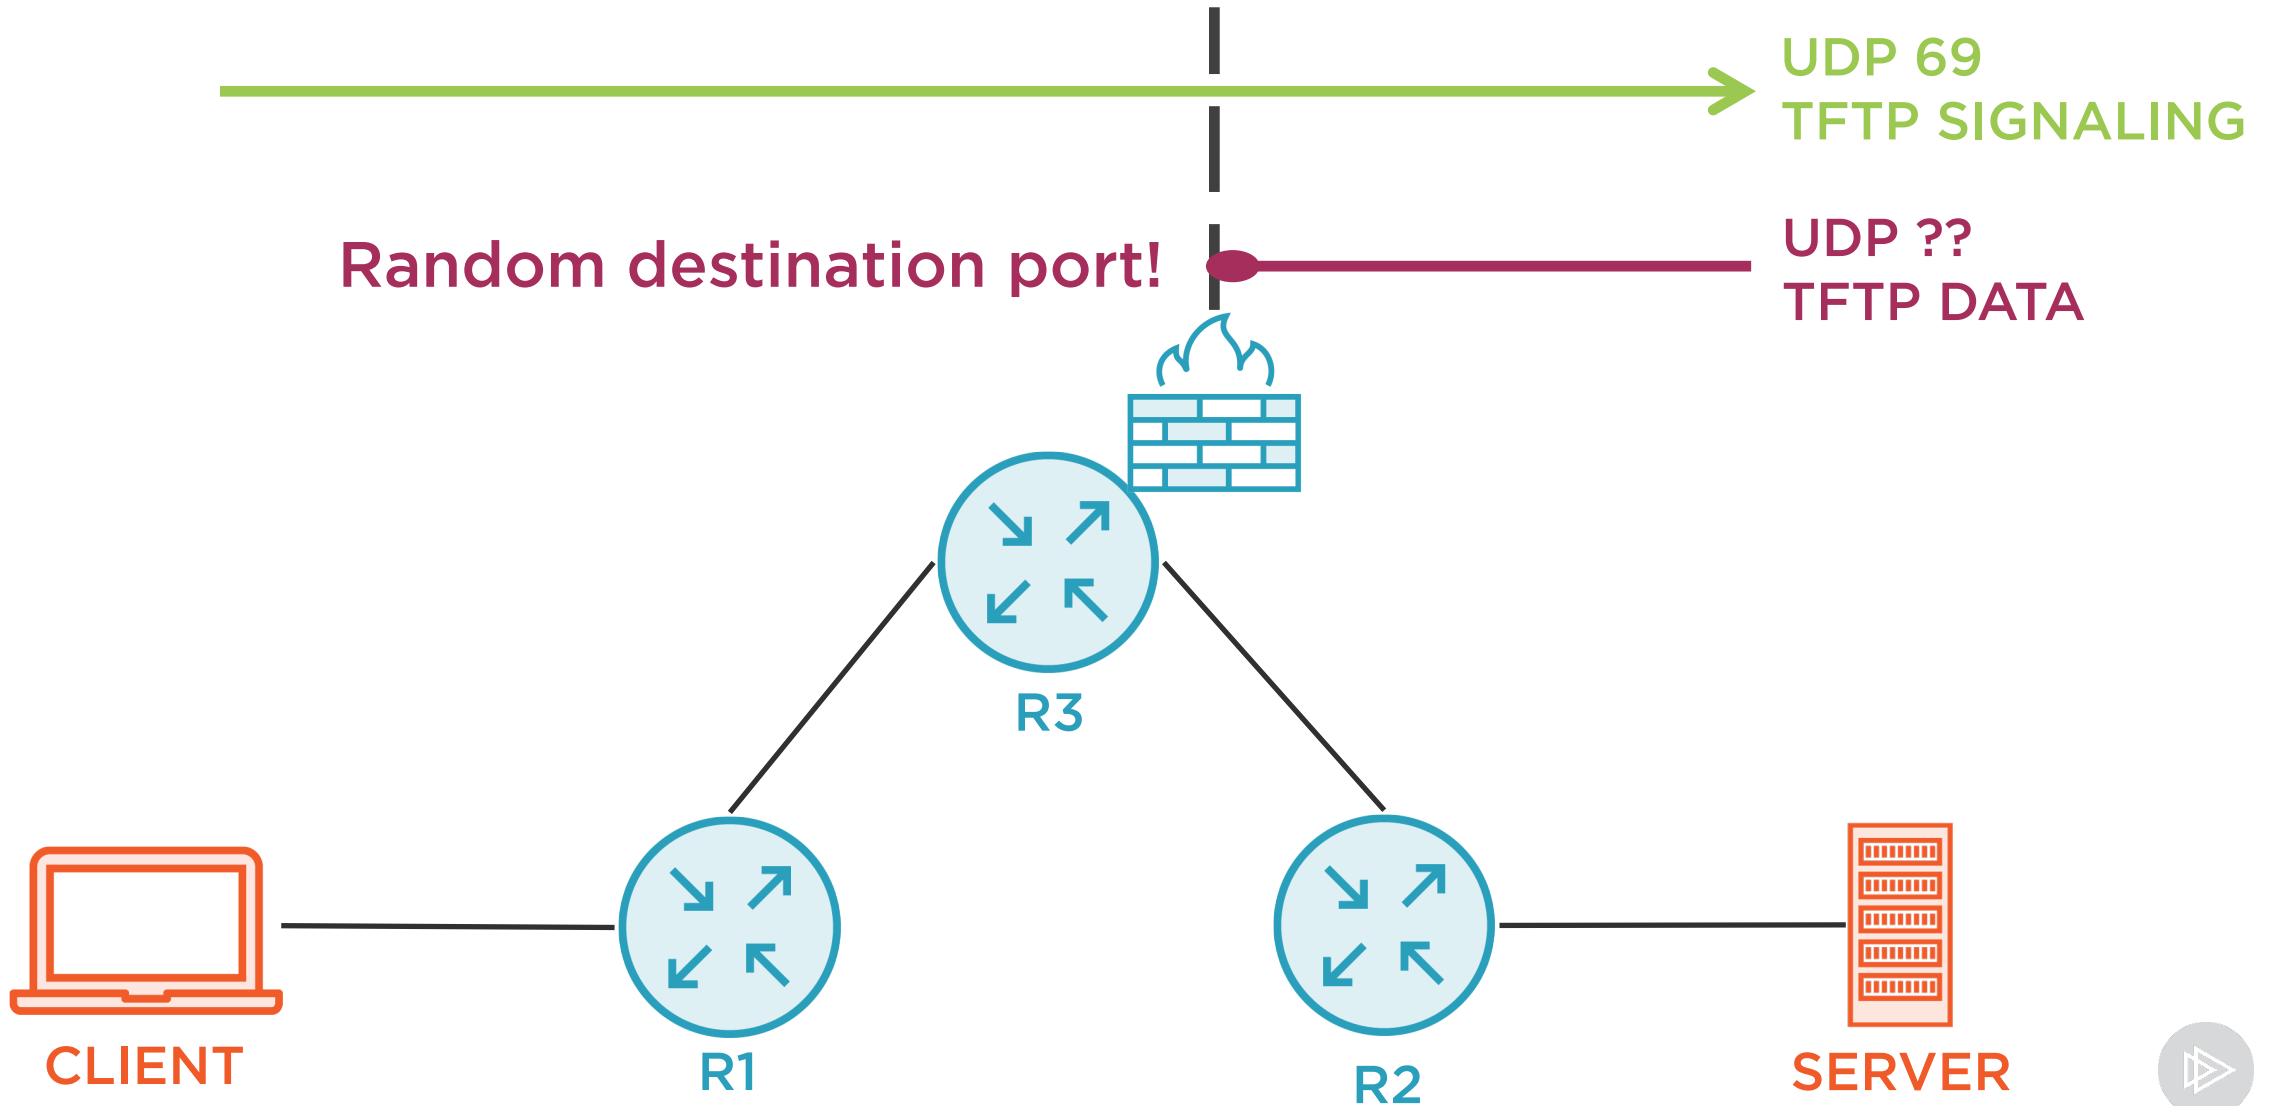 UDP 69
TFTP SIGNALING
Random destination port!
UDP ??
TFTP DATA
R3
CLIENT
R1
R2
SERVER